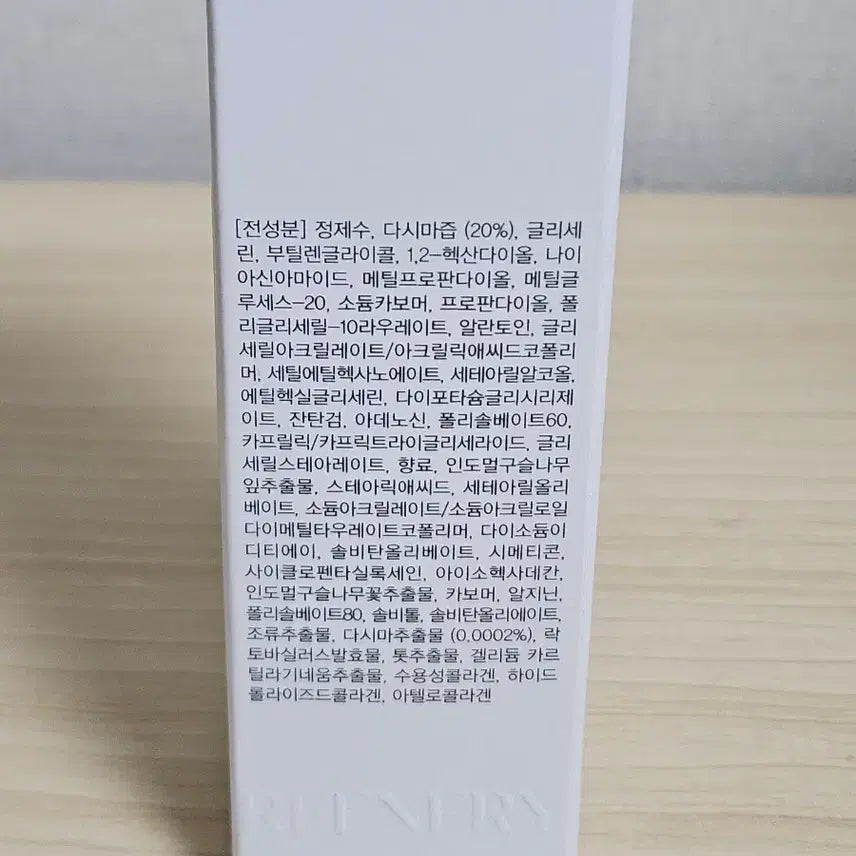 [전성분] 정제수, 다시마즙 (20%), 글리세
린, 부틸렌글라이콜, 1,2-헥산다이올, 나이
아신아마이드, 메틸프로판다이올, 메틸글
루세스-20, 소듐카보머, 프로판다이올, 폴
리글리세릴-10라우레이트, 알란토인, 글리
세릴아크릴레이트/아크릴릭애씨드코폴리
머, 세틸에틸헥사노에이트, 세테아릴알코올,
에틸헥실글리세린, 다이포타슘글리시리제
이트, 잔탄검, 아데노신, 폴리솔베이트60,
카프릴릭/카프릭트라이글리세라이드, 글리
세릴스테아레이트, 향료, 인도멀구슬나무
잎추출물, 스테아릭애씨드, 세테아릴올리
베이트, 소듐아크릴레이트/소듐아크릴로일
다이메틸타우레이트코폴리머, 다이소듐이
디티에이, 솔비탄올리베이트, 시메티콘,
사이클로펜타실록세인, 아이소헥사데칸,
인도멀구슬나무꽃추출물, 카보머, 알지닌,
폴리솔베이트80, 솔비톨, 솔비탄올리에이트,
조류추출물, 다시마추출물 (0.0002%), 락
토바실러스발효물, 톳추출물, 겔리듐 카르
틸라기네움추출물, 수용성콜라겐, 하이드
롤라이즈드콜라겐, 아텔로콜라겐
REFNERY